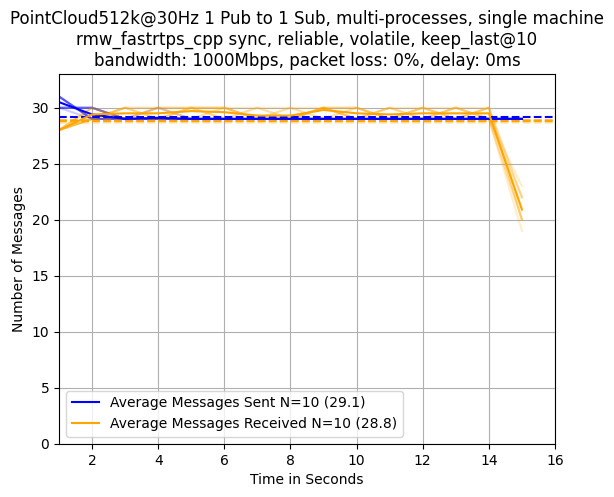 PointCloud512k@30Hz 1 Pub to 1 Sub, multi-processes, single machine
rmw_fastrtps_cpp sync, reliable, volatile, keep_last@10
bandwidth: 1000Mbps, packet loss: 0%, delay: 0ms
Number of Messages
30
25
20
15
10
5
0
Average Messages Sent N=10 (29.1)
Average Messages Received N=10 (28.8)
2 4 6 8 10 12 14 16
Time in Seconds